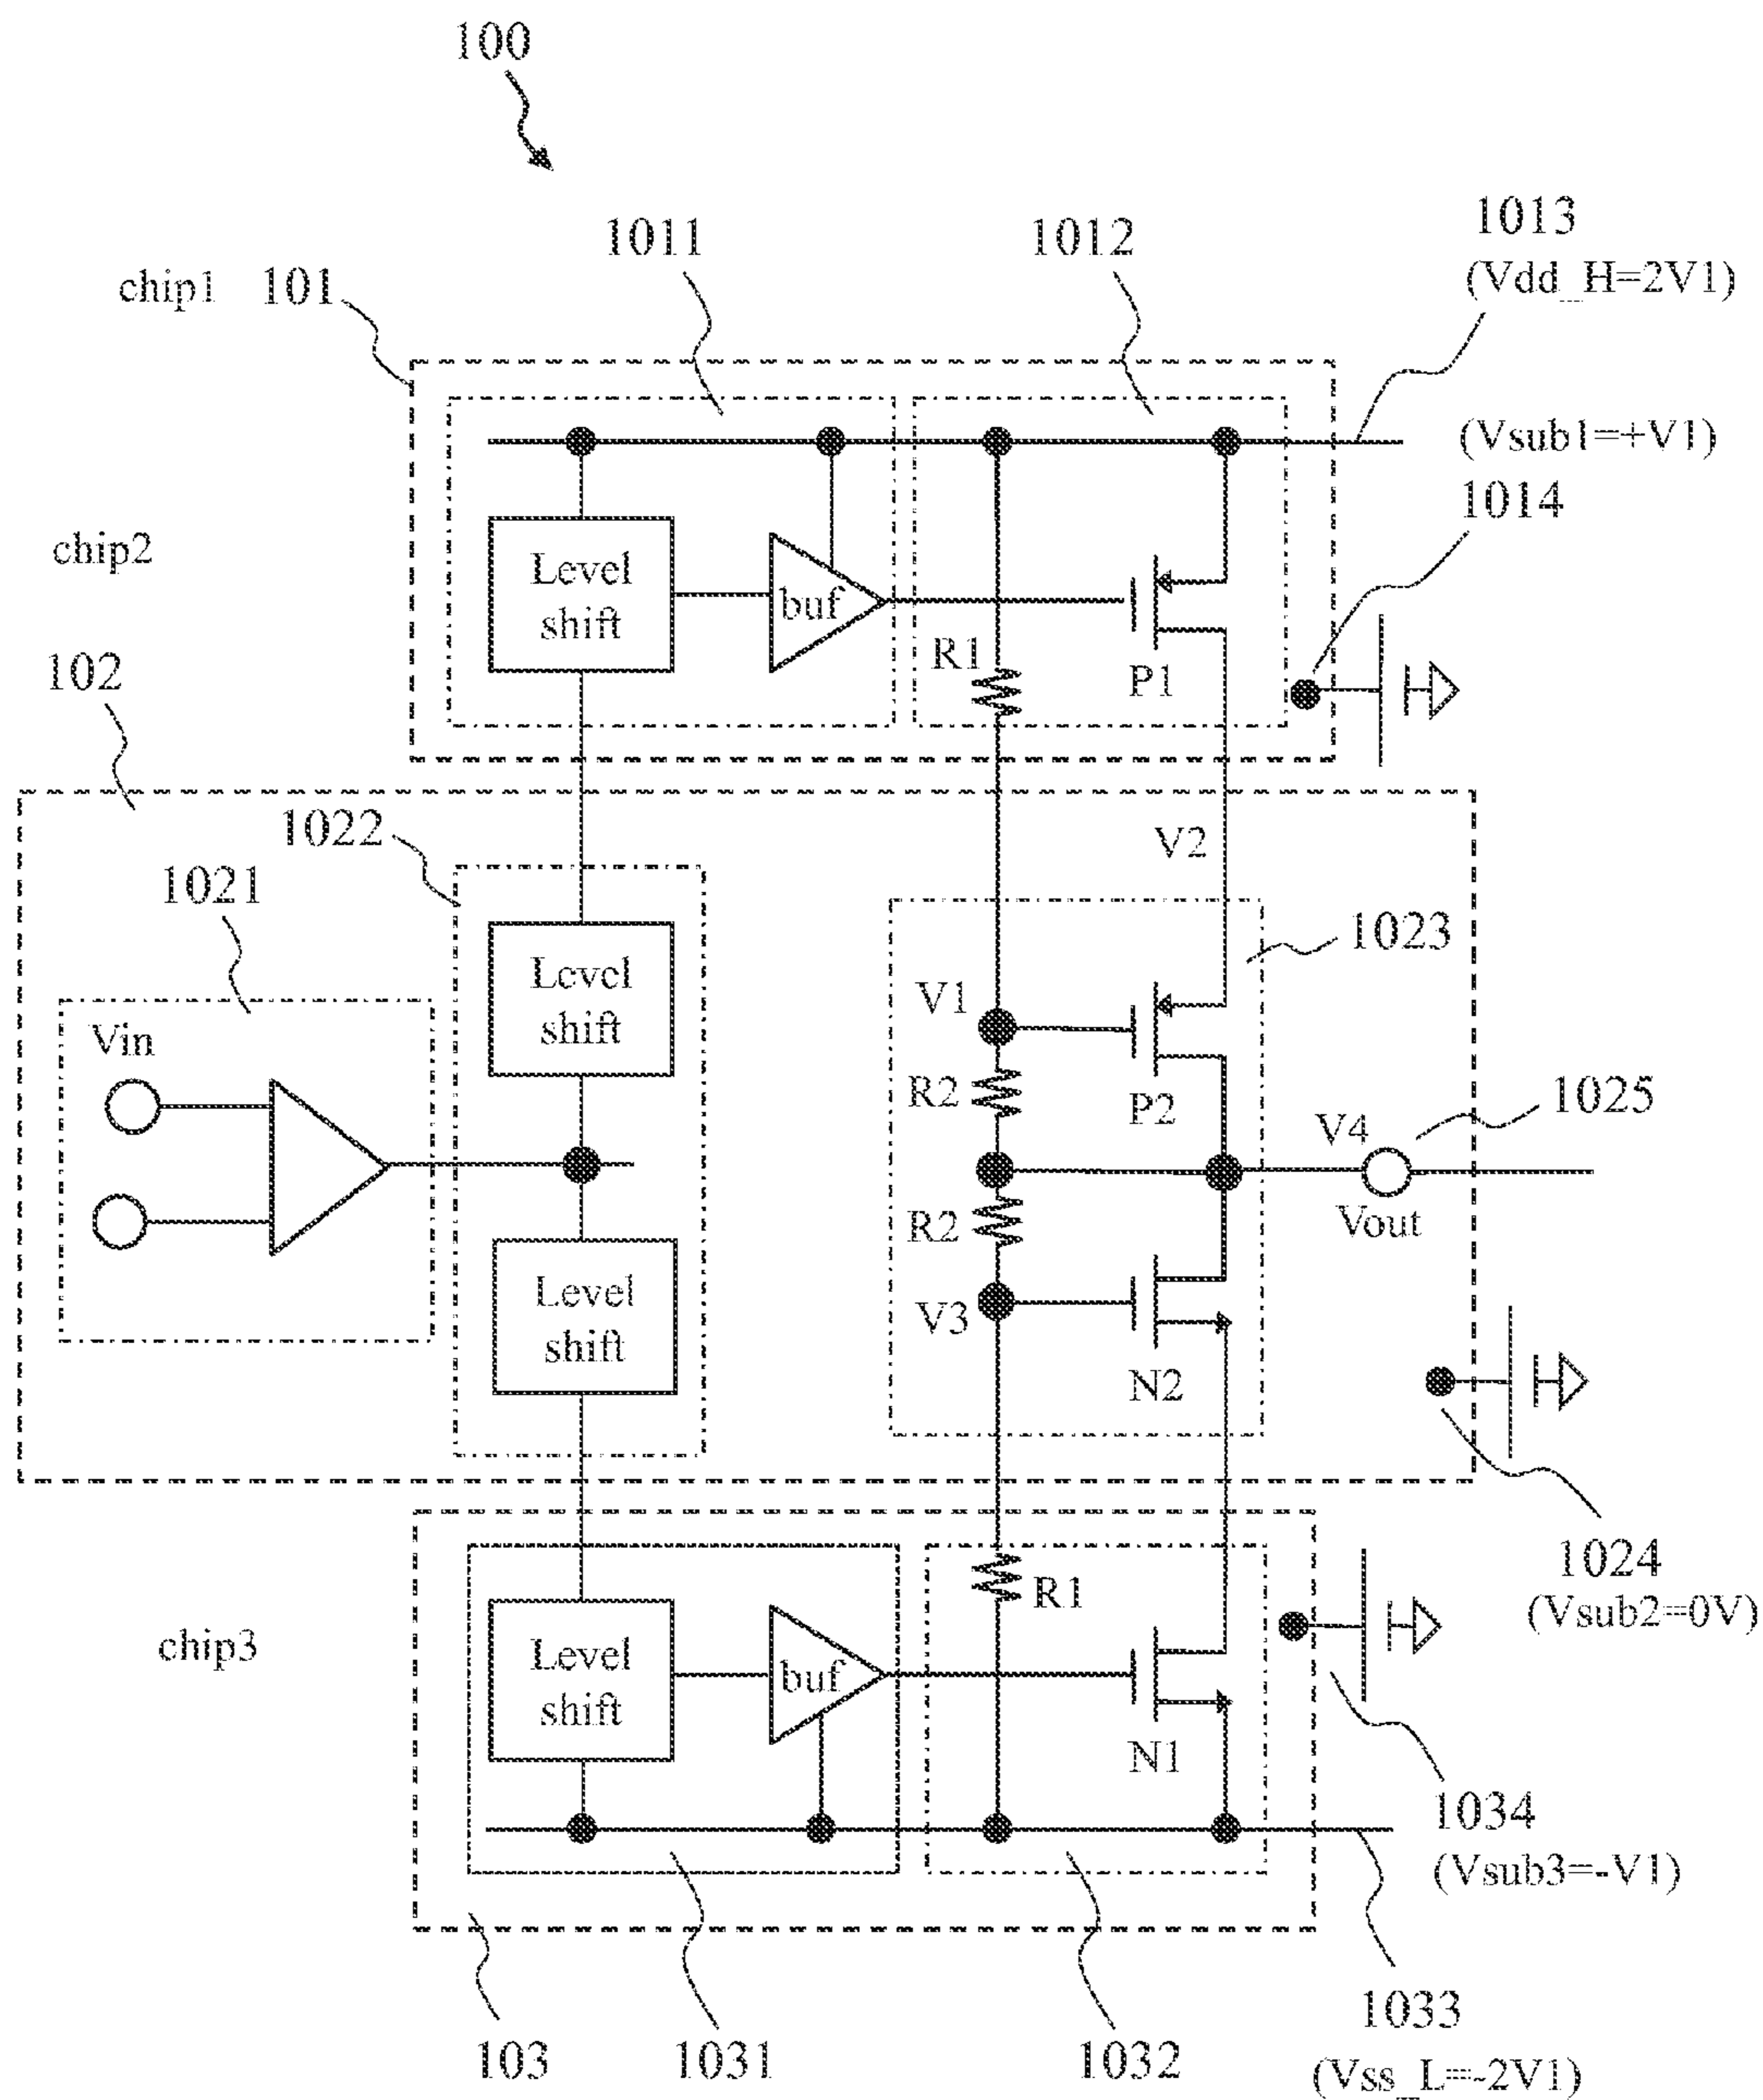 100
1011
1012
1013
(Vdd_H=2V1)
chip1 101
(Vsub1=+V1)
1014
chip2
Level
shift
buf
R1
P1
102
1022
V2
1021
1023
Level
shift
Vin
V1
R2
P2
1025
V4
Vout
R2
Level
shift
V3
N2
1024
(Vsub2=0V)
R1
chip3
Level
shift
buf
N1
1034
(Vsub3=-V1)
103
1031
1032
1033
(Vss_L=-2V1)